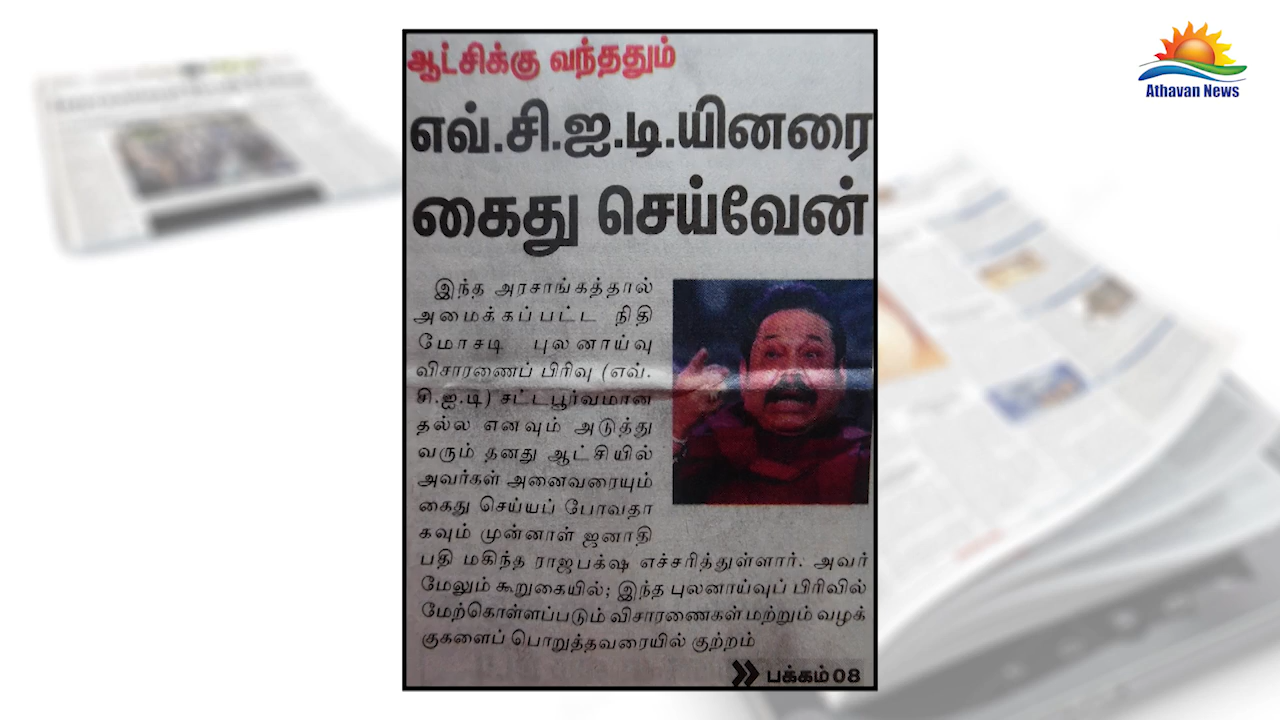 ஆட்சிக்கு வந்ததும்
எவ்.சி.ஐ.டி.யினரை
கைது செய்வேன்
இந்த அரசாங்கத்தால்
அமைக்கப்பட்ட நிதி
மோசடி புலனாய்வு
விசாரணைப் பிரிவு (எவ்.
சி.ஐ.டி) சட்டபூர்வமான
தல்ல எனவும் அடுத்து
வரும் தனது ஆட்சியில்
அவர்கள் அனைவரையும்
கைது செய்யப் போவதா
கவும் முன்னாள் ஜனாதி
பதி மகிந்த ராஜபக்ஷ எச்சரித்துள்ளார். அவர்
மேலும் கூறுகையில்; இந்த புலனாய்வுப் பிரிவில்
மேற்கொள்ளப்படும் விசாரணைகள் மற்றும் வழக்
குகளைப் பொறுத்தவரையில் குற்றம்
பக்கம் 08
Athavan News